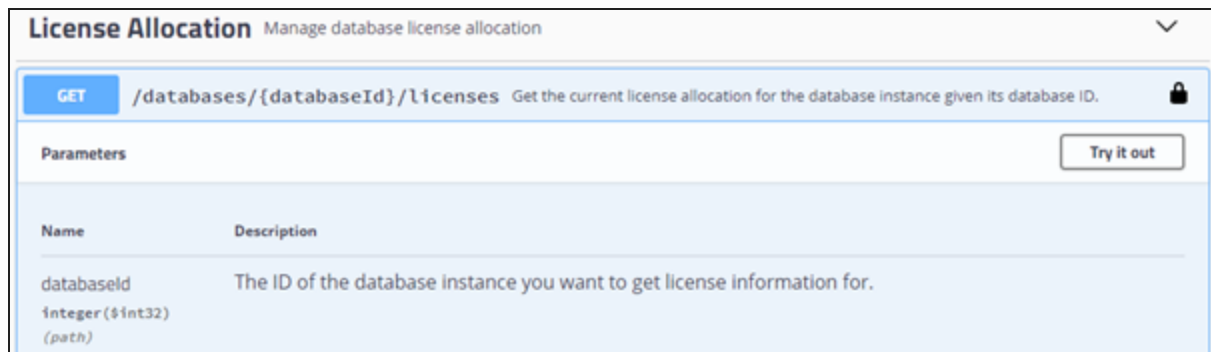 License Allocation Manage database license allocation
GET /databases/{databaseId}/licenses Get the current license allocation for the database instance given its database ID.
Parameters
Try it out
Name Description
databaseId The ID of the database instance you want to get license information for.
integer($int32)
(path)